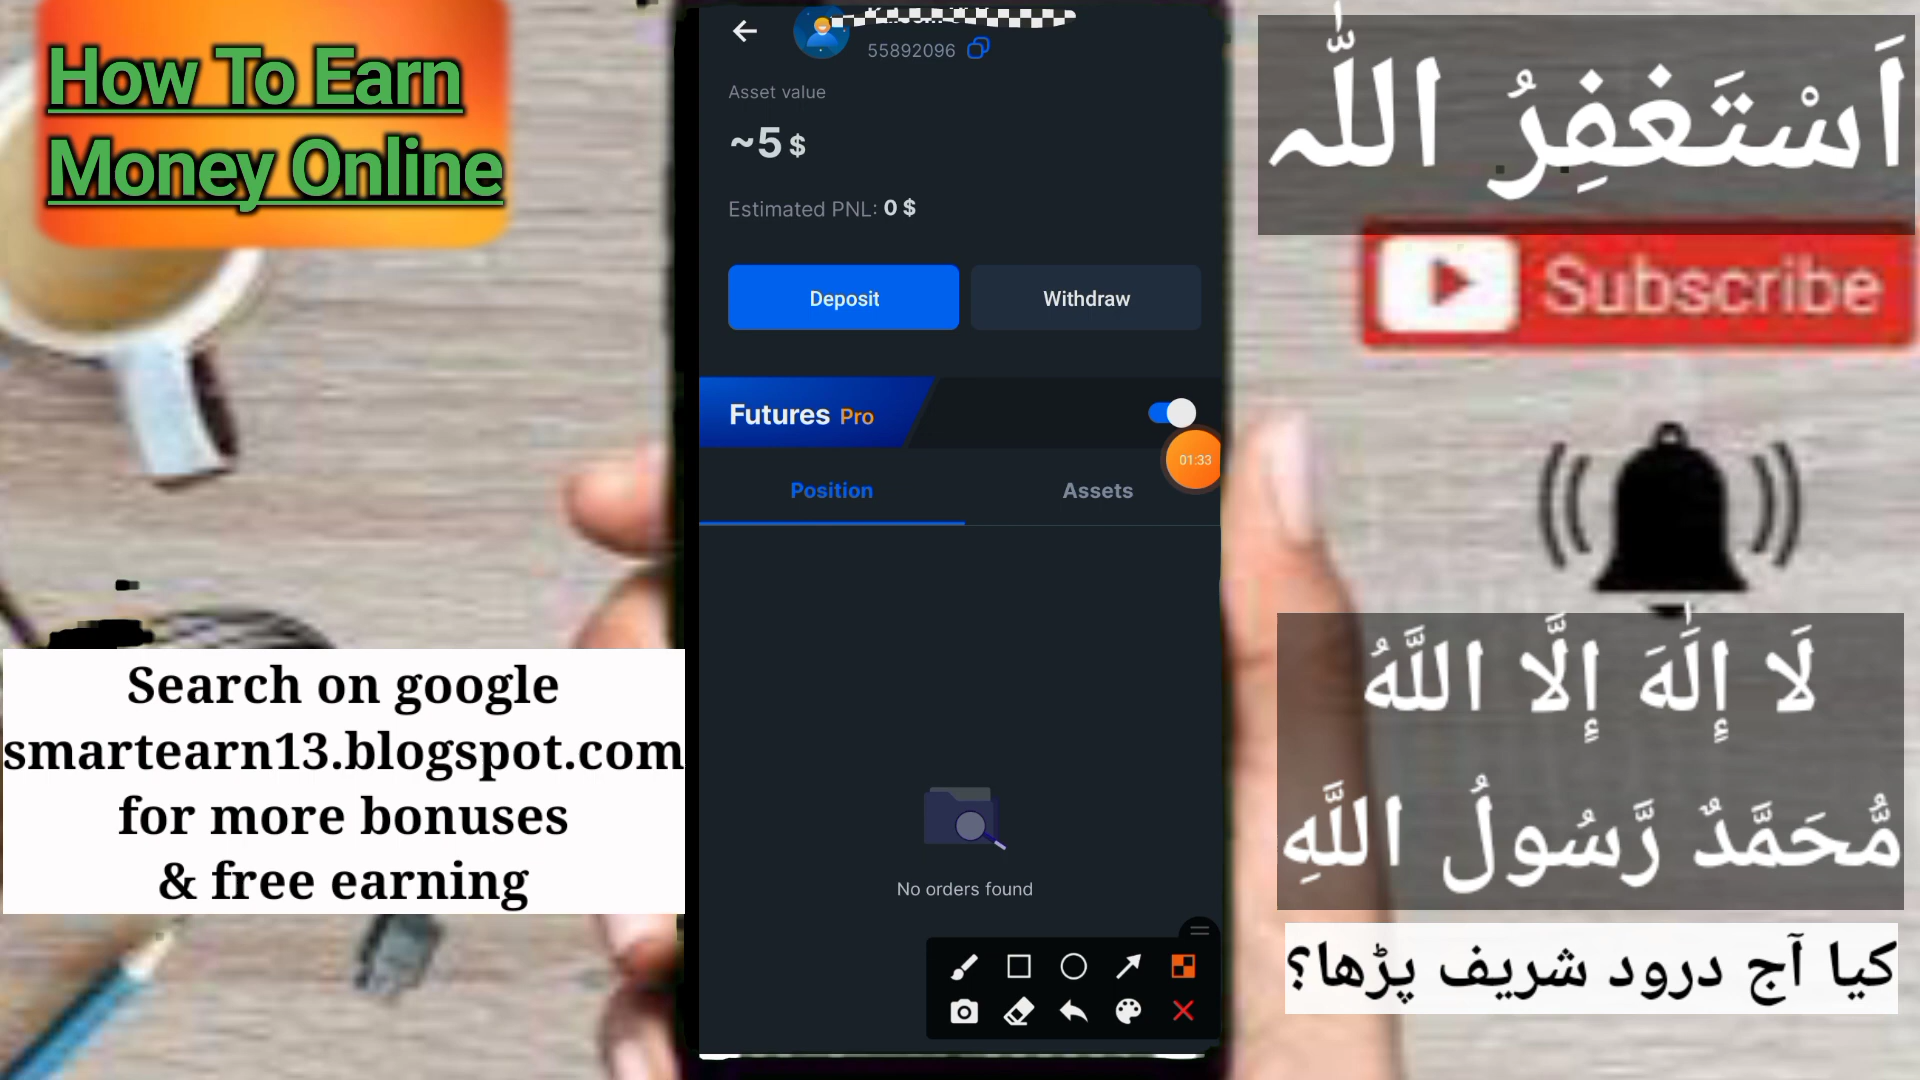 How To Earn
Money Online
55892096
Asset value
~5 $
Estimated PNL: 0 $
Deposit
Withdraw
Futures Pro
01:33
Position
Assets
No orders found
Search on google
smartearn13.blogspot.com
for more bonuses
& free earning
اَسْتَغْفِرُ اللّٰہ
Subscribe
لَا إِلَٰهَ إِلَّا اللَّهُ
مُّحَمَّدٌ رَّسُولُ اللَّهِ
کیا آج درود شریف پڑھا؟